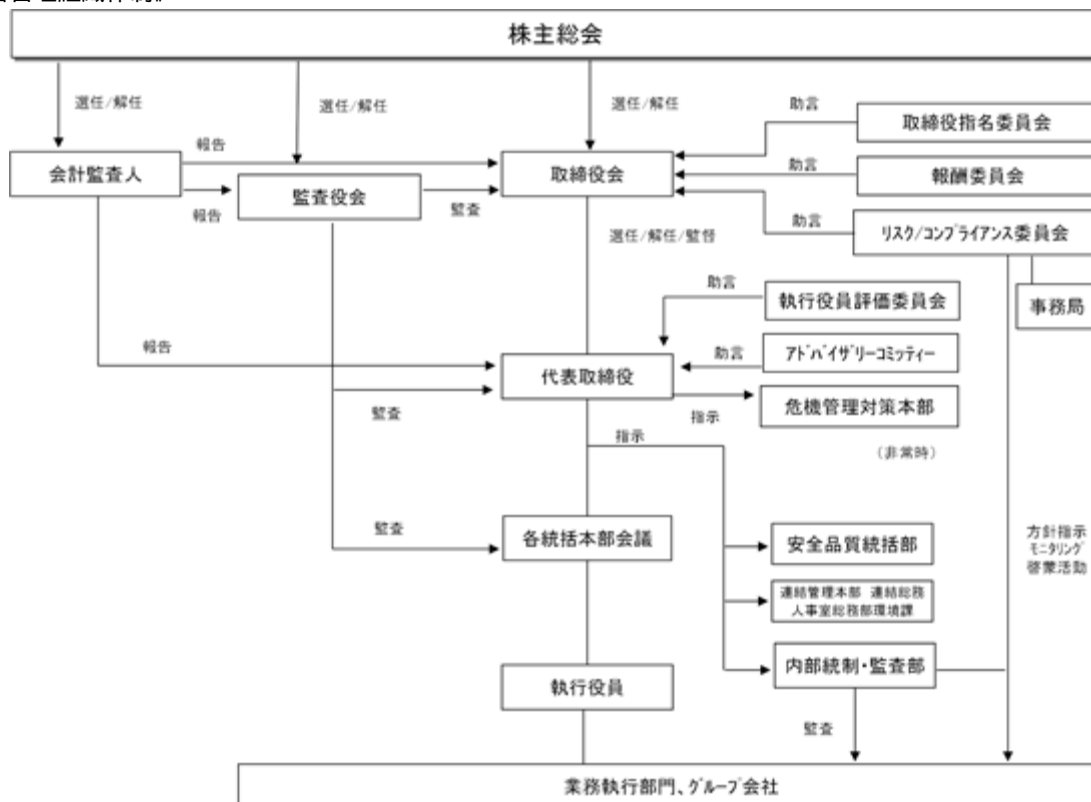 株主総会
選任/解任
選任/解任
選任/解任
助言
取締役指名委員会
報告
会計監査人
取締役会
助言
報酬委員会
監査役会
報告
監査
助言
リスク/コンプライアンス委員会
選任/解任/監督
助言
執行役員評価委員会
事務局
報告
代表取締役
助言
アドバイザリーコミッティー
監査
指示
危機管理対策本部
指示
(非常時)
監査
各統括本部会議
安全品質統括部
方針指示
モニタリング
啓蒙活動
連結管理本部 連結総務
人事室総務部環境課
内部統制・監査部
執行役員
監査
業務執行部門、グループ会社